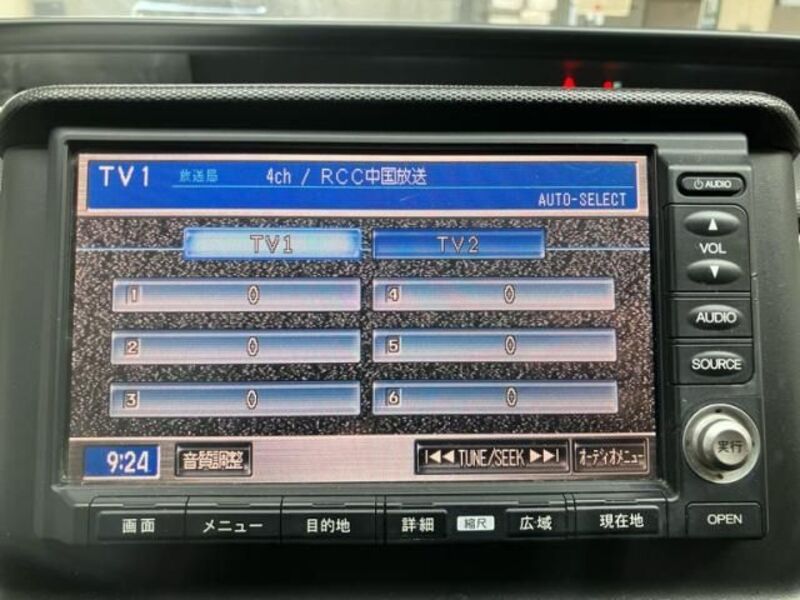 TV1 放送局 4ch / RCC中国放送
AUTO-SELECT
TV1 TV2
1 0 4 0
2 0 5 0
3 0 6 0
9:24 音質調整 TUNE/SEEK オーディオメニュー
AUDIO
VOL
AUDIO
SOURCE
実行
OPEN
画面 メニュー 目的地 詳細 縮尺 広域 現在地